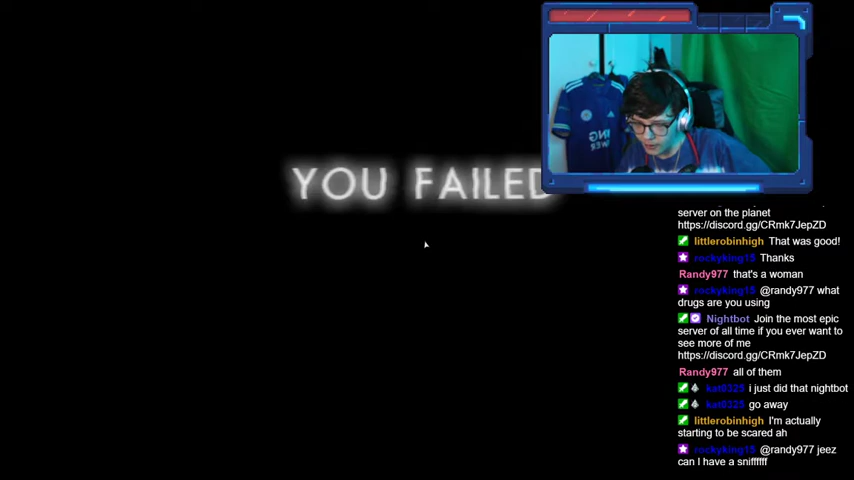 YOU FAILED
server on the planet
https://discord.gg/CRmk7JepZD
littlerobinhigh That was good!
rockyking15 Thanks
Randy977 that's a woman
rockyking15 @randy977 what
drugs are you using
Nightbot Join the most epic
server of all time if you ever want to
see more of me
https://discord.gg/CRmk7JepZD
Randy977 all of them
kat0325 i just did that nightbot
kat0325 go away
littlerobinhigh I'm actually
starting to be scared ah
rockyking15 @randy977 jeez
can I have a sniffffff